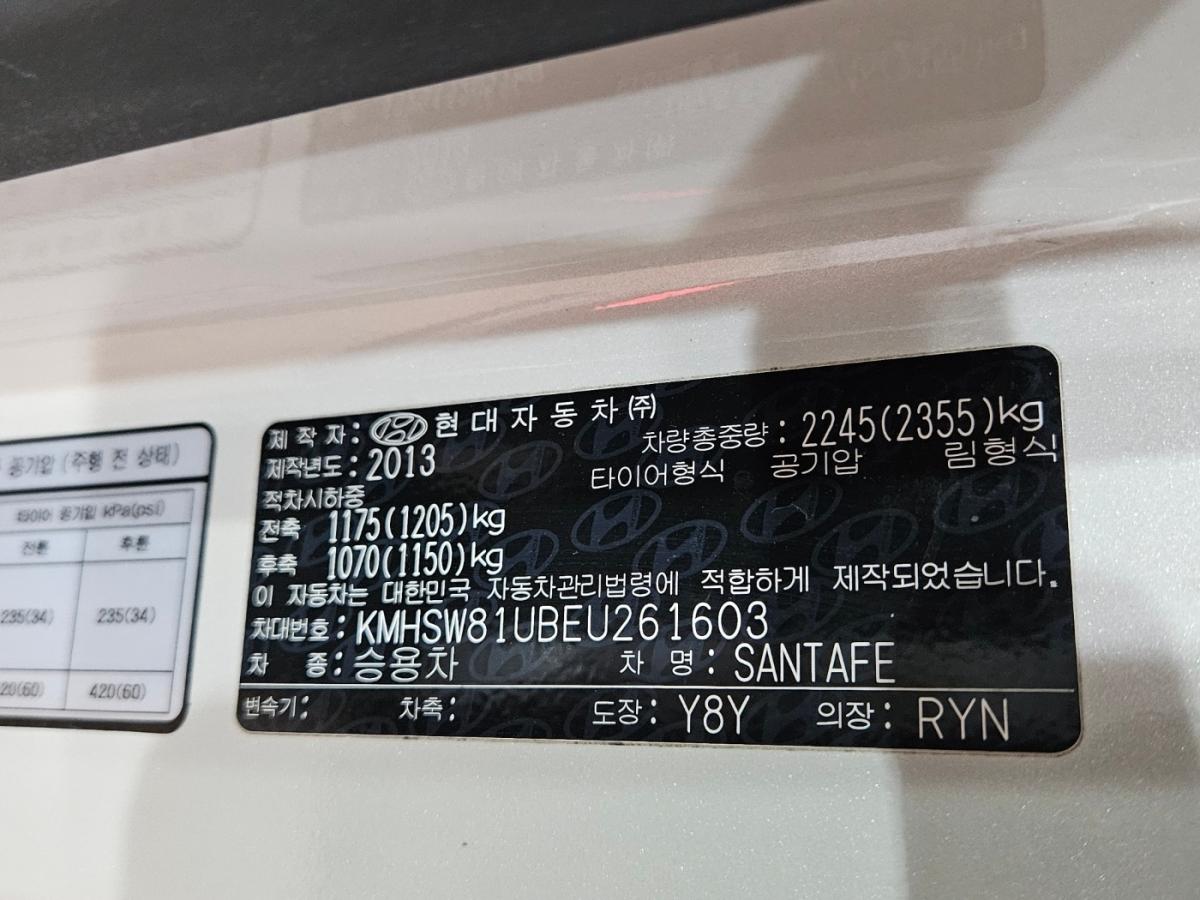 공기압 (주행 전 상태)
타이어 공기압 kPa(psi)
전륜 후륜
235(34) 235(34)
420(60)
제 작 자 : 현 대 자 동 차 ㈜
차량총중량 : 2245(2355)kg
제작년도 : 2013
타이어형식 공기압 림형식
적차시하중
전축 1175(1205)kg
후축 1070(1150)kg
이 자동차는 대한민국 자동차관리법령에 적합하게 제작되었습니다.
차대번호 : KMHSW81UBEU261603
차 종 : 승용차 차 명 : SANTAFE
변속기 : 차축 : 도장 : Y8Y 의장 : RYN